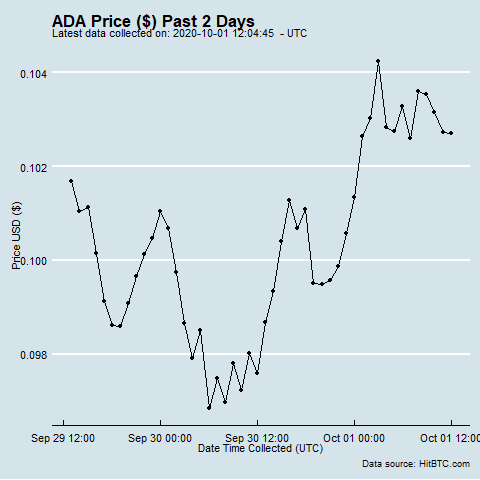 ADA Price ($) Past 2 Days
Latest data collected on: 2020-10-01 12:04:45  - UTC
Price USD ($)
0.104
0.102
0.100
0.098
Sep 29 12:00 Sep 30 00:00 Sep 30 12:00 Oct 01 00:00 Oct 01 12:00
Date Time Collected (UTC)
Data source: HitBTC.com